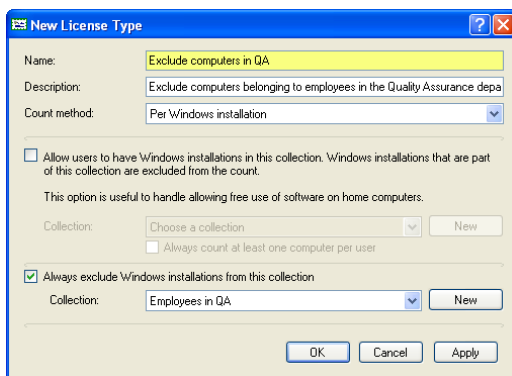 New License Type
Name: Exclude computers in QA
Description: Exclude computers belonging to employees in the Quality Assurance depa
Count method: Per Windows installation
Allow users to have Windows installations in this collection. Windows installations that are part
of this collection are excluded from the count.
This option is useful to handle allowing free use of software on home computers.
Collection: Choose a collection New
Always count at least one computer per user
Always exclude Windows installations from this collection
Collection: Employees in QA New
OK Cancel Apply